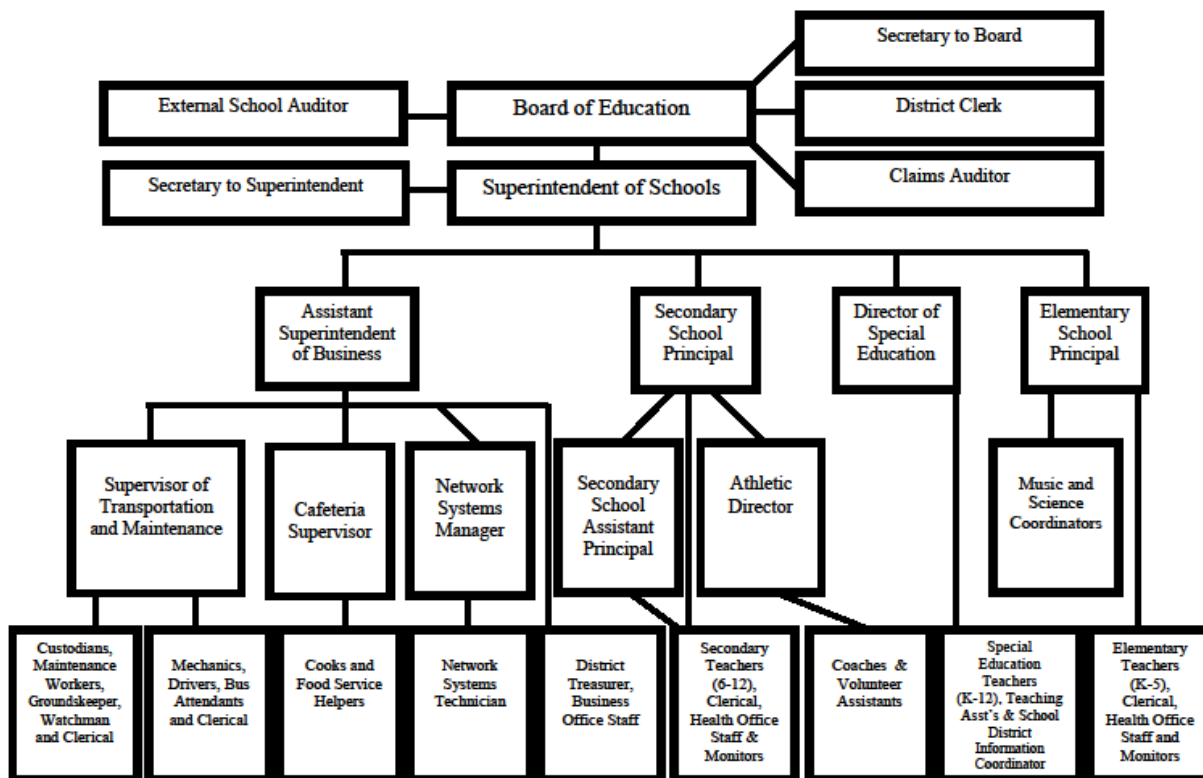 Secretary to Board
External School Auditor
Board of Education
District Clerk
Secretary to Superintendent
Superintendent of Schools
Claims Auditor
Assistant
Superintendent
of Business
Secondary
School
Principal
Director of
Special
Education
Elementary
School
Principal
Supervisor of
Transportation
and Maintenance
Cafeteria
Supervisor
Network
Systems
Manager
Secondary
School
Assistant
Principal
Athletic
Director
Music and
Science
Coordinators
Custodians,
Maintenance
Workers,
Groundskeeper,
Watchman
and Clerical
Mechanics,
Drivers, Bus
Attendants
and Clerical
Cooks and
Food Service
Helpers
Network
Systems
Technician
District
Treasurer,
Business
Office Staff
Secondary
Teachers
(6-12),
Clerical,
Health Office
Staff &
Monitors
Coaches &
Volunteer
Assistants
Special
Education
Teachers
(K-12), Teaching
Asst's & School
District
Information
Coordinator
Elementary
Teachers
(K-5),
Clerical,
Health Office
Staff and
Monitors